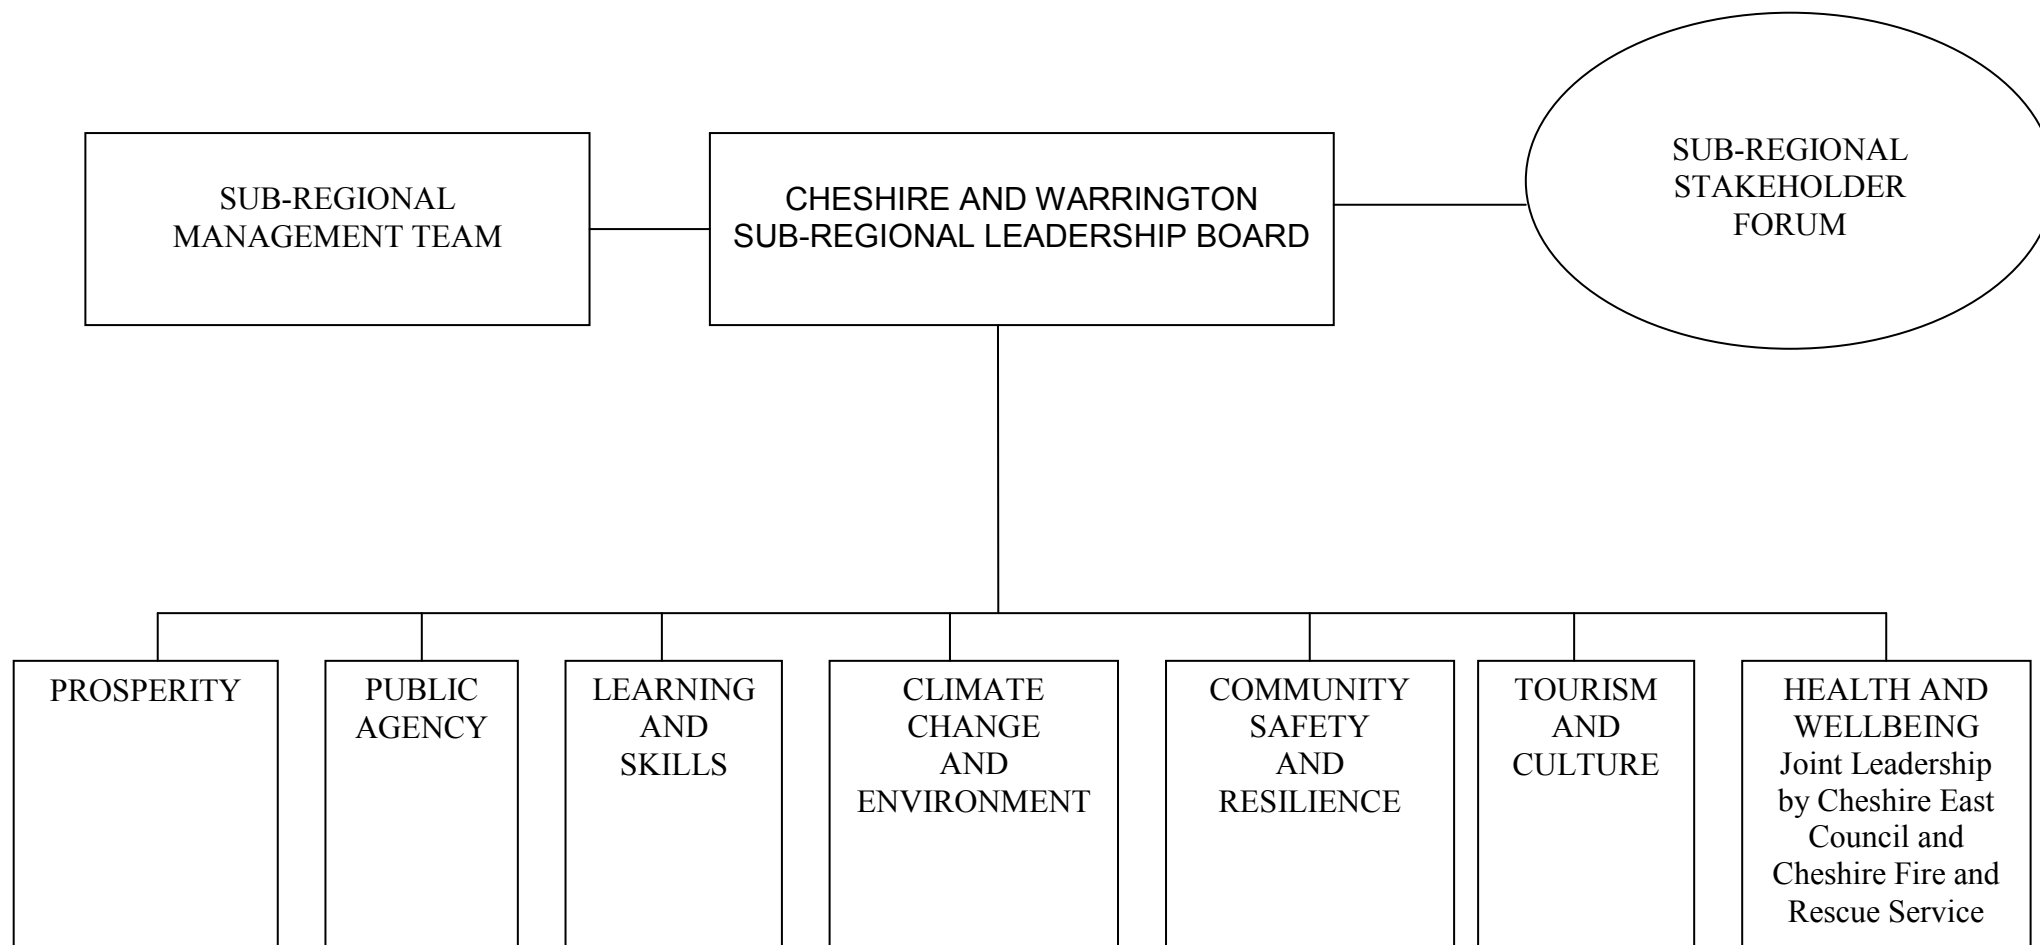 SUB-REGIONAL
MANAGEMENT TEAM
CHESHIRE AND WARRINGTON
SUB-REGIONAL LEADERSHIP BOARD
SUB-REGIONAL
STAKEHOLDER
FORUM
PROSPERITY
PUBLIC
AGENCY
LEARNING
AND
SKILLS
CLIMATE
CHANGE
AND
ENVIRONMENT
COMMUNITY
SAFETY
AND
RESILIENCE
TOURISM
AND
CULTURE
HEALTH AND
WELLBEING
Joint Leadership
by Cheshire East
Council and
Cheshire Fire and
Rescue Service